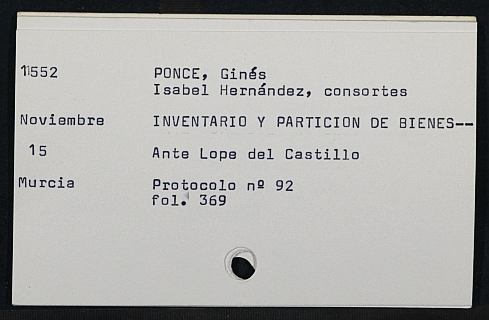 1552 PONCE, Ginés
Isabel Hernández, consortes
Noviembre INVENTARIO Y PARTICION DE BIENES--
15 Ante Lope del Castillo
Murcia Protocolo nº 92
fol. 369